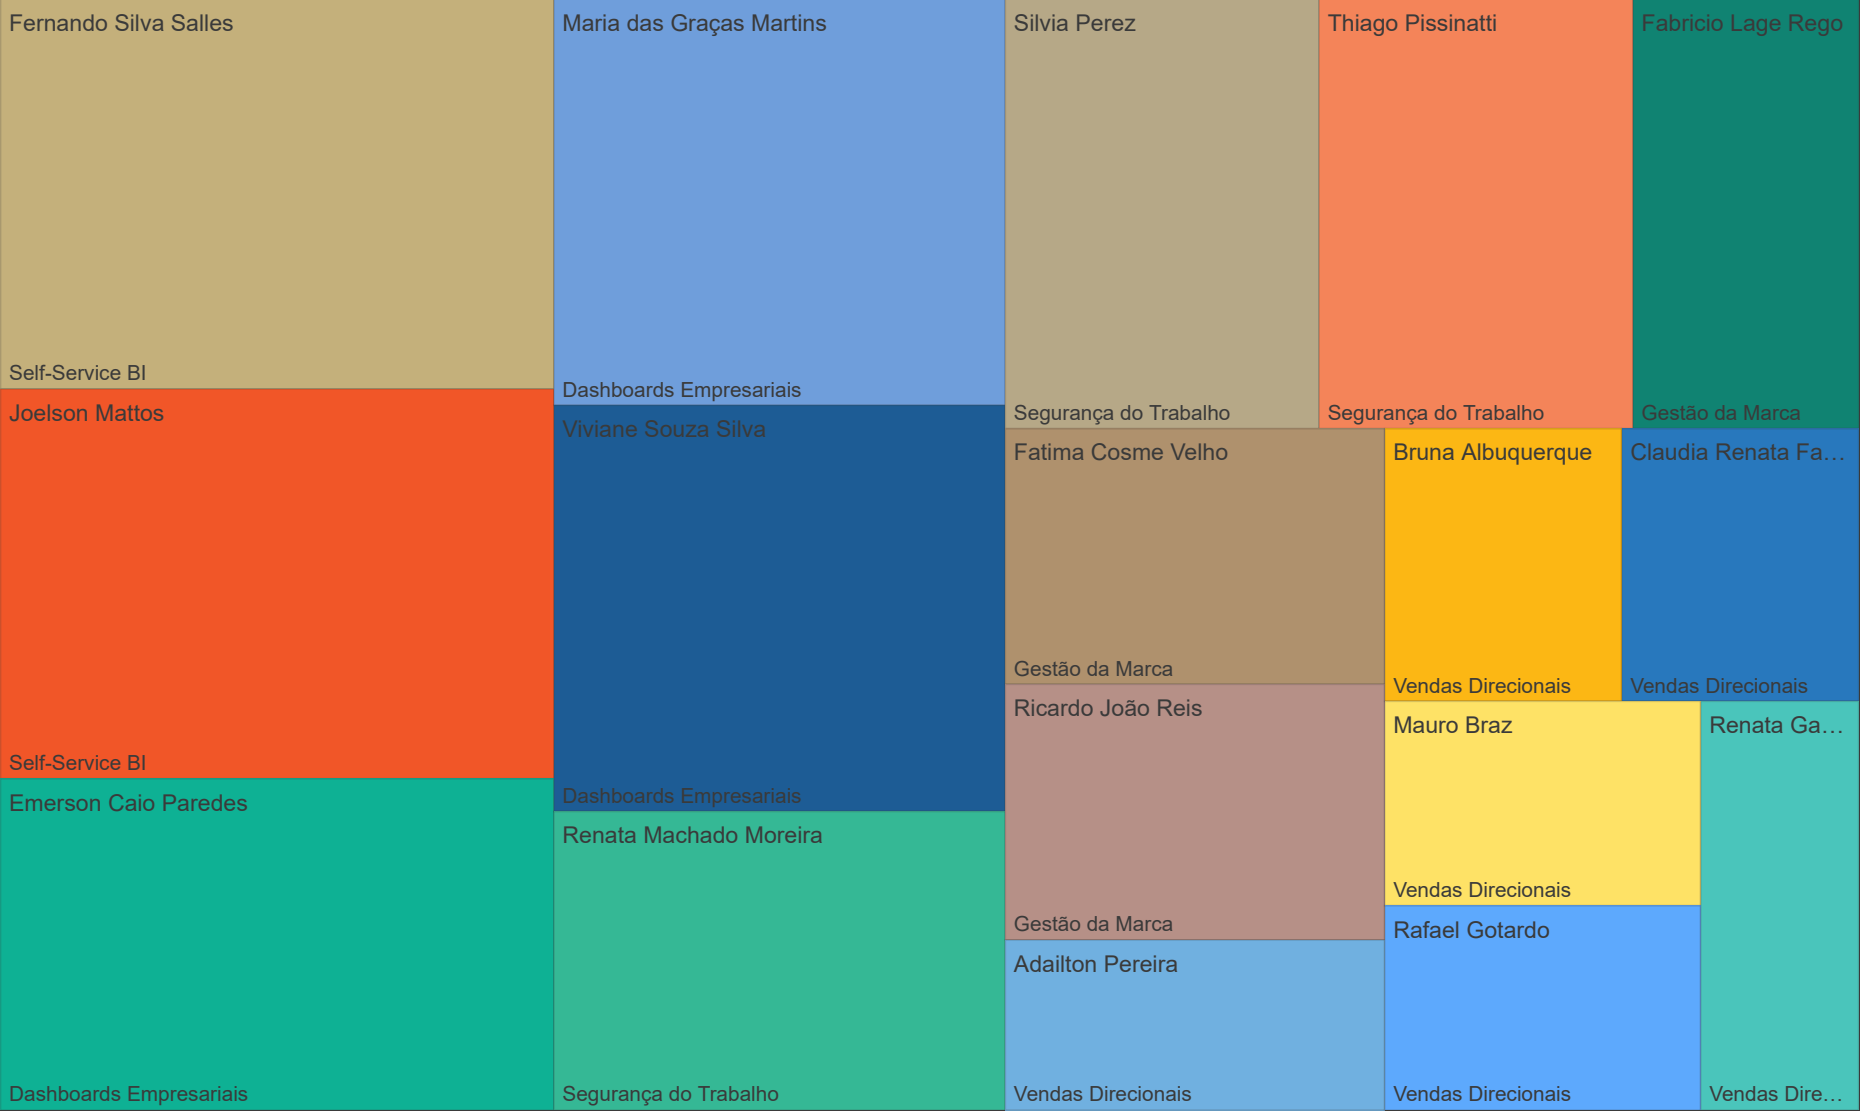 Fernando Silva Salles
Self-Service BI
Joelson Mattos
Self-Service BI
Emerson Caio Paredes
Dashboards Empresariais
Maria das Graças Martins
Dashboards Empresariais
Viviane Souza Silva
Dashboards Empresariais
Renata Machado Moreira
Segurança do Trabalho
Silvia Perez
Segurança do Trabalho
Thiago Pissinatti
Segurança do Trabalho
Fabricio Lage Rego
Gestão da Marca
Fatima Cosme Velho
Gestão da Marca
Ricardo João Reis
Gestão da Marca
Adailton Pereira
Vendas Direcionais
Bruna Albuquerque
Vendas Direcionais
Claudia Renata Fa…
Vendas Direcionais
Mauro Braz
Vendas Direcionais
Rafael Gotardo
Vendas Direcionais
Renata Ga…
Vendas Dire…